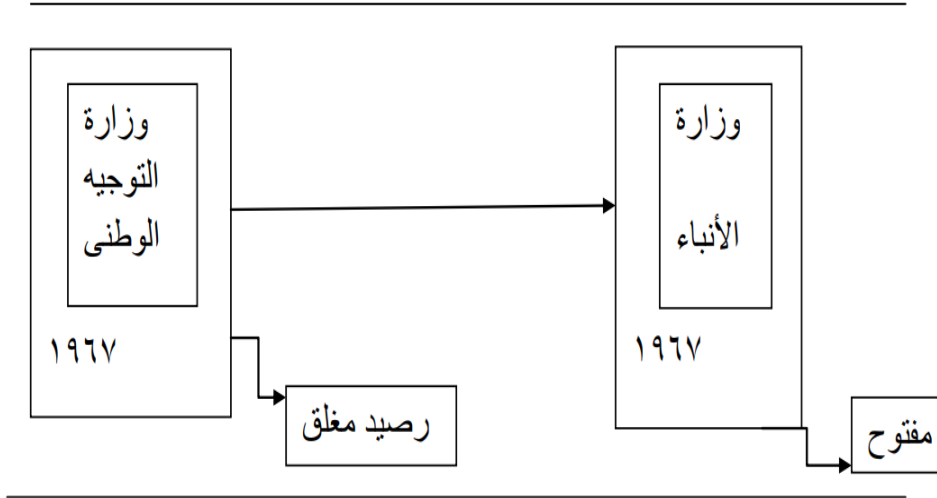 وزارة
التوجيه
الوطنى
١٩٦٧
رصيد مغلق
وزارة
الأنباء
١٩٦٧
مفتوح